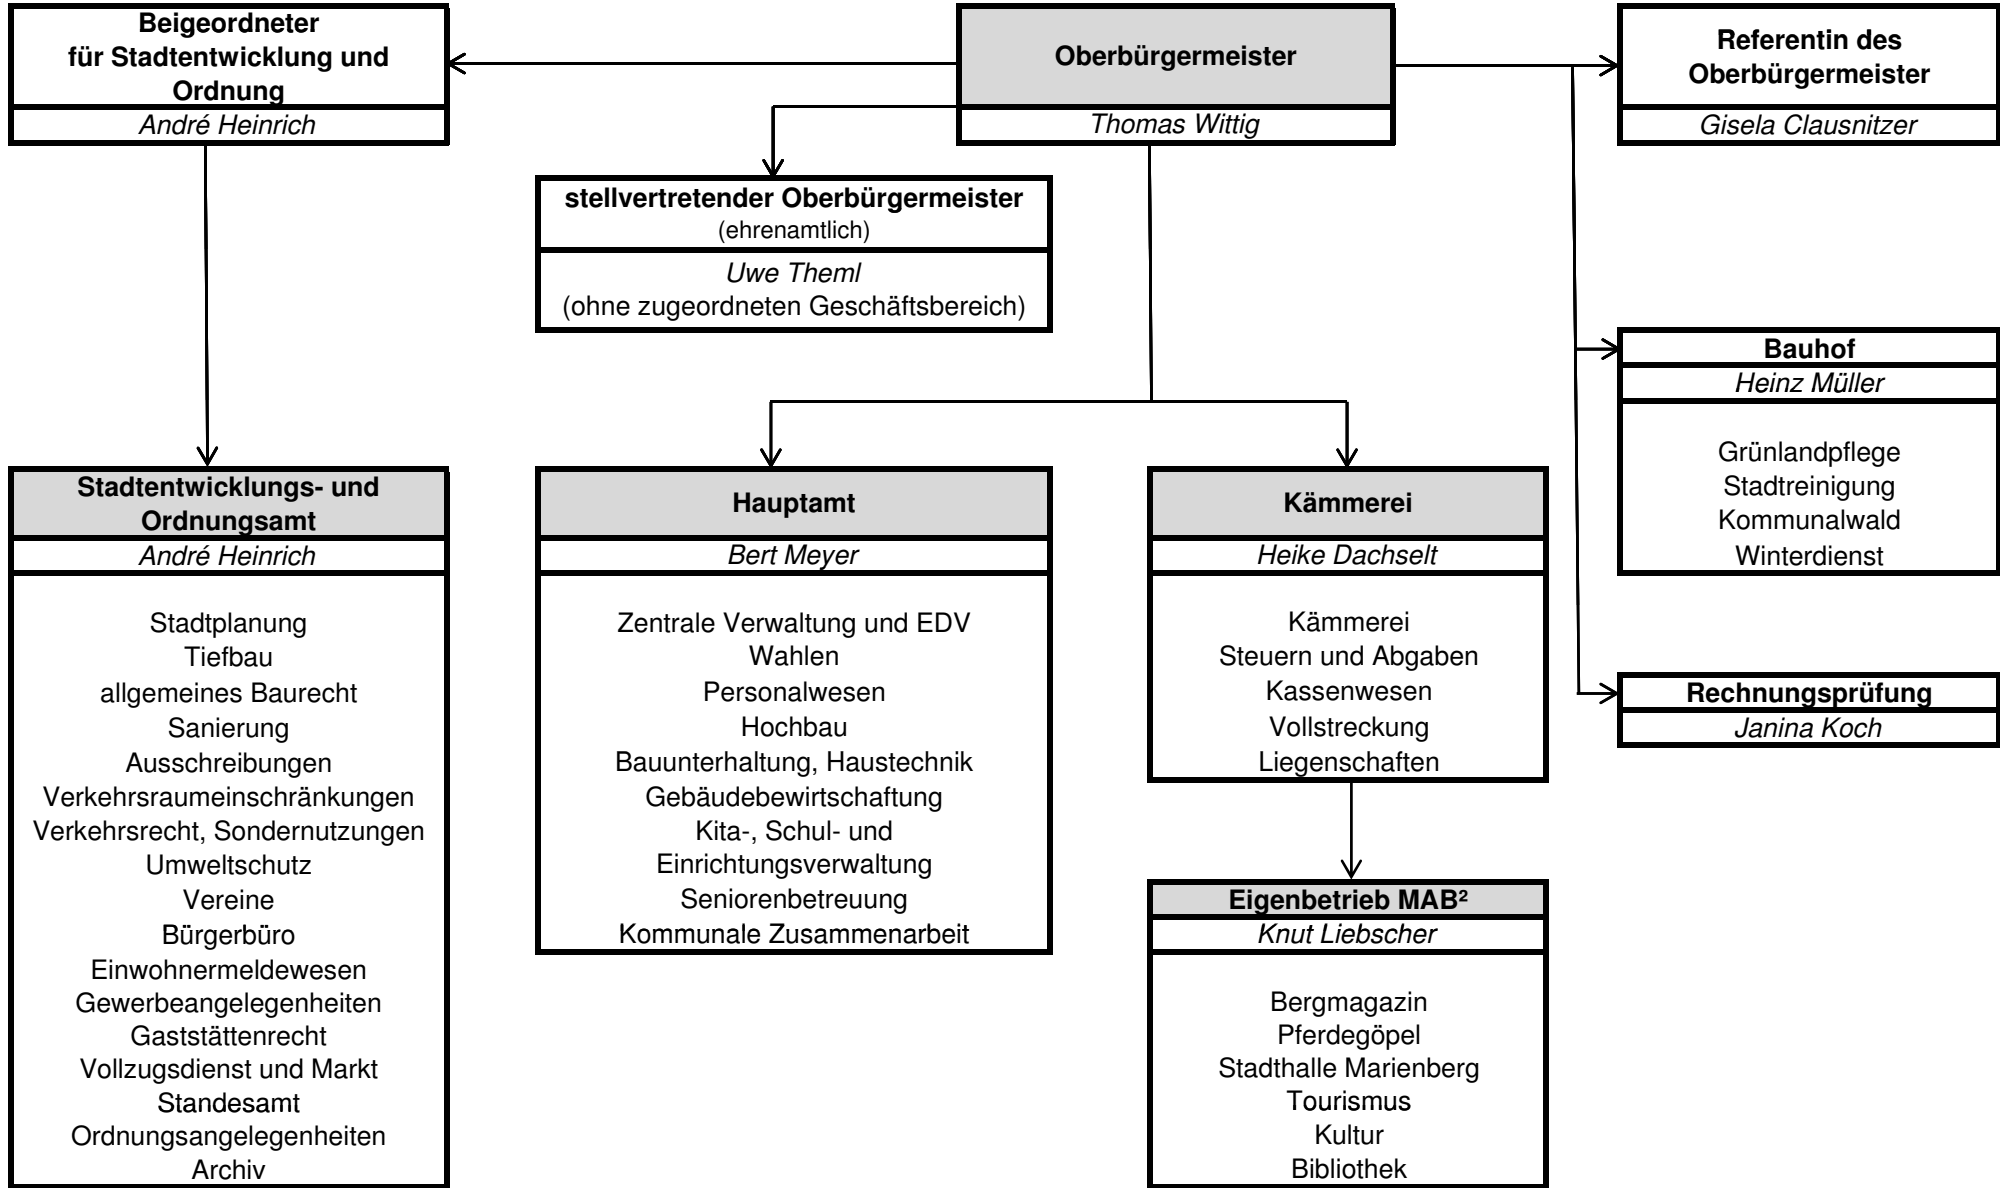 Beigeordneter
für Stadtentwicklung und
Ordnung
André Heinrich
Oberbürgermeister
Thomas Wittig
Referentin des
Oberbürgermeister
Gisela Clausnitzer
stellvertretender Oberbürgermeister
(ehrenamtlich)
Uwe Theml
(ohne zugeordneten Geschäftsbereich)
Bauhof
Heinz Müller
Grünlandpflege
Stadtreinigung
Kommunalwald
Winterdienst
Rechnungsprüfung
Janina Koch
Stadtentwicklungs- und
Ordnungsamt
André Heinrich
Stadtplanung
Tiefbau
allgemeines Baurecht
Sanierung
Ausschreibungen
Verkehrsraumeinschränkungen
Verkehrsrecht, Sondernutzungen
Umweltschutz
Vereine
Bürgerbüro
Einwohnermeldewesen
Gewerbeangelegenheiten
Gaststättenrecht
Vollzugsdienst und Markt
Standesamt
Ordnungsangelegenheiten
Archiv
Hauptamt
Bert Meyer
Zentrale Verwaltung und EDV
Wahlen
Personalwesen
Hochbau
Bauunterhaltung, Haustechnik
Gebäudebewirtschaftung
Kita-, Schul- und
Einrichtungsverwaltung
Seniorenbetreuung
Kommunale Zusammenarbeit
Kämmerei
Heike Dachselt
Kämmerei
Steuern und Abgaben
Kassenwesen
Vollstreckung
Liegenschaften
Eigenbetrieb MAB²
Knut Liebscher
Bergmagazin
Pferdegöpel
Stadthalle Marienberg
Tourismus
Kultur
Bibliothek